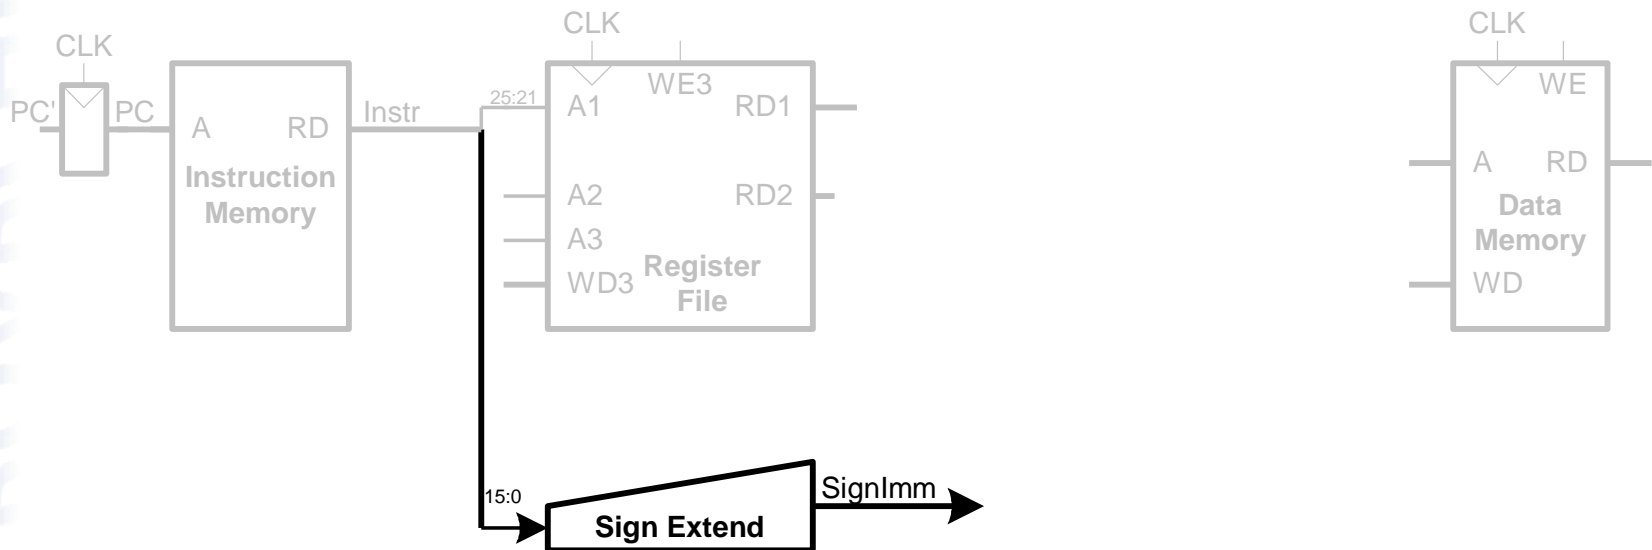 CLK
PC'
PC
A
RD
Instruction
Memory
Instr
25:21
CLK
WE3
A1
RD1
A2
RD2
A3
WD3
Register
File
CLK
WE
A
RD
Data
Memory
WD
15:0
Sign Extend
SignImm